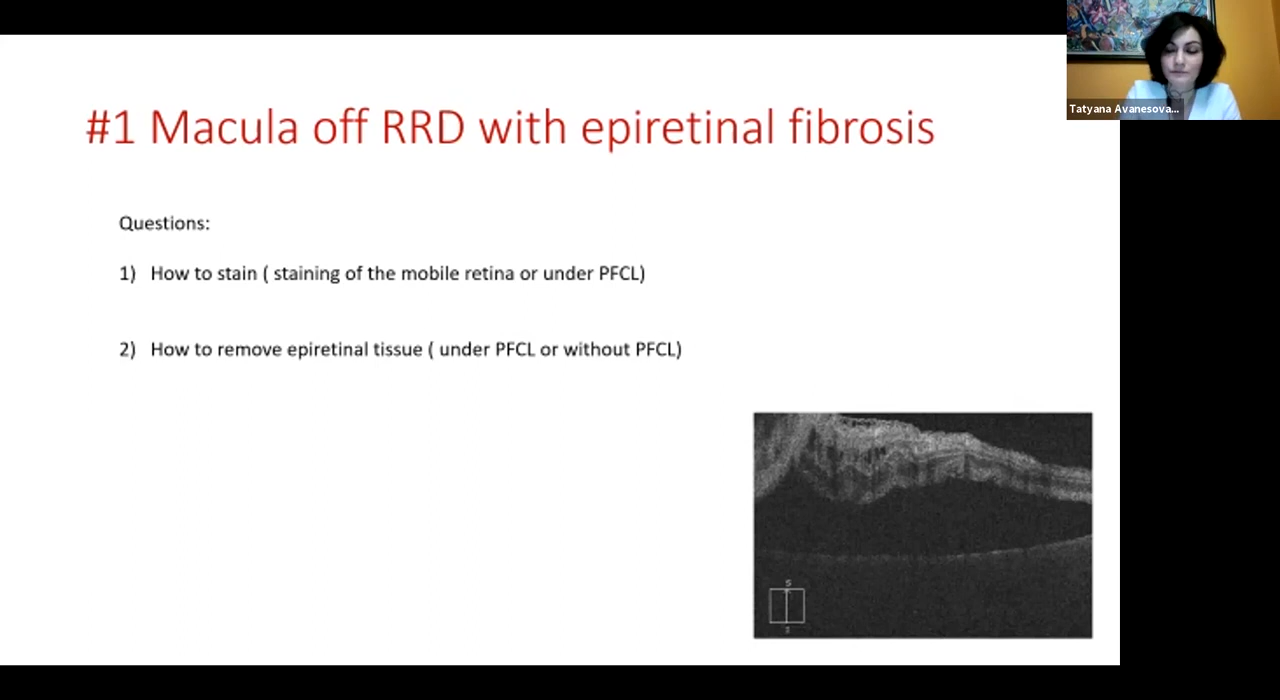 #1 Macula off RRD with epiretinal fibrosis
Tatyana Avanesova...
Questions:
1) How to stain ( staining of the mobile retina or under PFCL)
2) How to remove epiretinal tissue ( under PFCL or without PFCL)
S
I